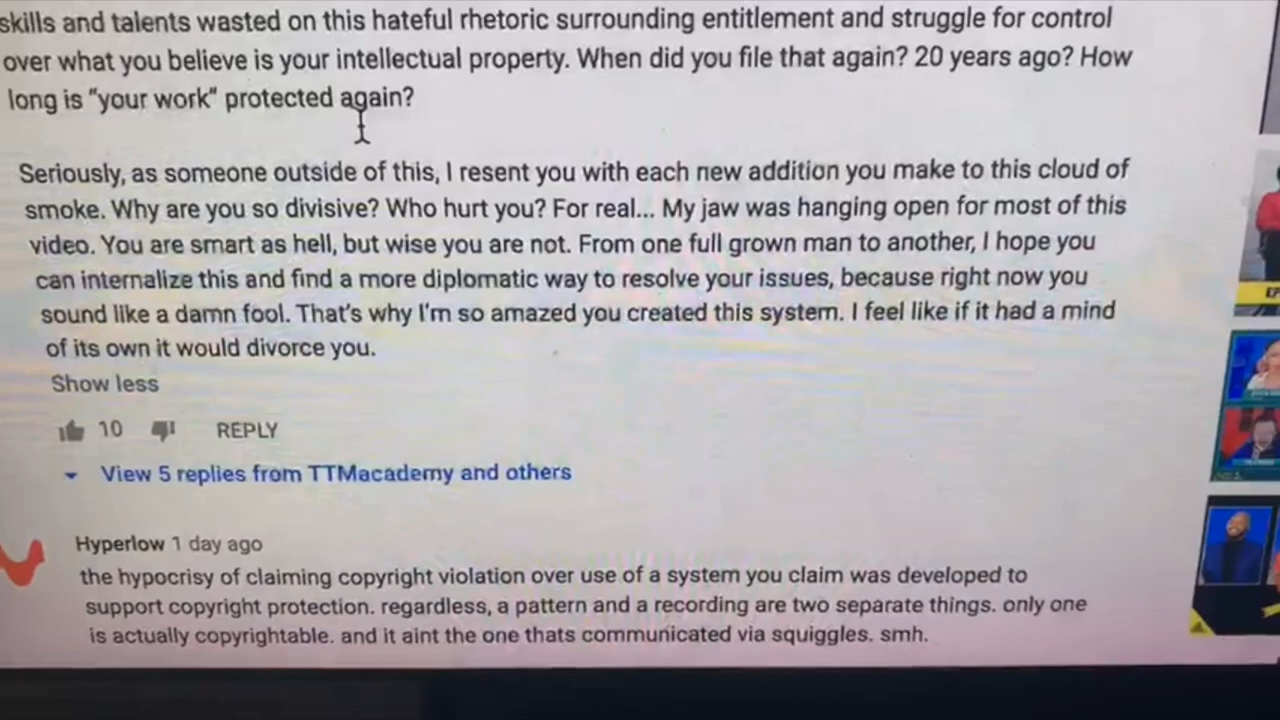 skills and talents wasted on this hateful rhetoric surrounding entitlement and struggle for control
over what you believe is your intellectual property. When did you file that again? 20 years ago? How
long is "your work" protected again?
Seriously, as someone outside of this, I resent you with each new addition you make to this cloud of
smoke. Why are you so divisive? Who hurt you? For real... My jaw was hanging open for most of this
video. You are smart as hell, but wise you are not. From one full grown man to another, I hope you
can internalize this and find a more diplomatic way to resolve your issues, because right now you
sound like a damn fool. That's why I'm so amazed you created this system. I feel like if it had a mind
of its own it would divorce you.
Show less
10 REPLY
View 5 replies from TTMacademy and others
Hyperlow 1 day ago
the hypocrisy of claiming copyright violation over use of a system you claim was developed to
support copyright protection. regardless, a pattern and a recording are two separate things. only one
is actually copyrightable. and it aint the one thats communicated via squiggles. smh.